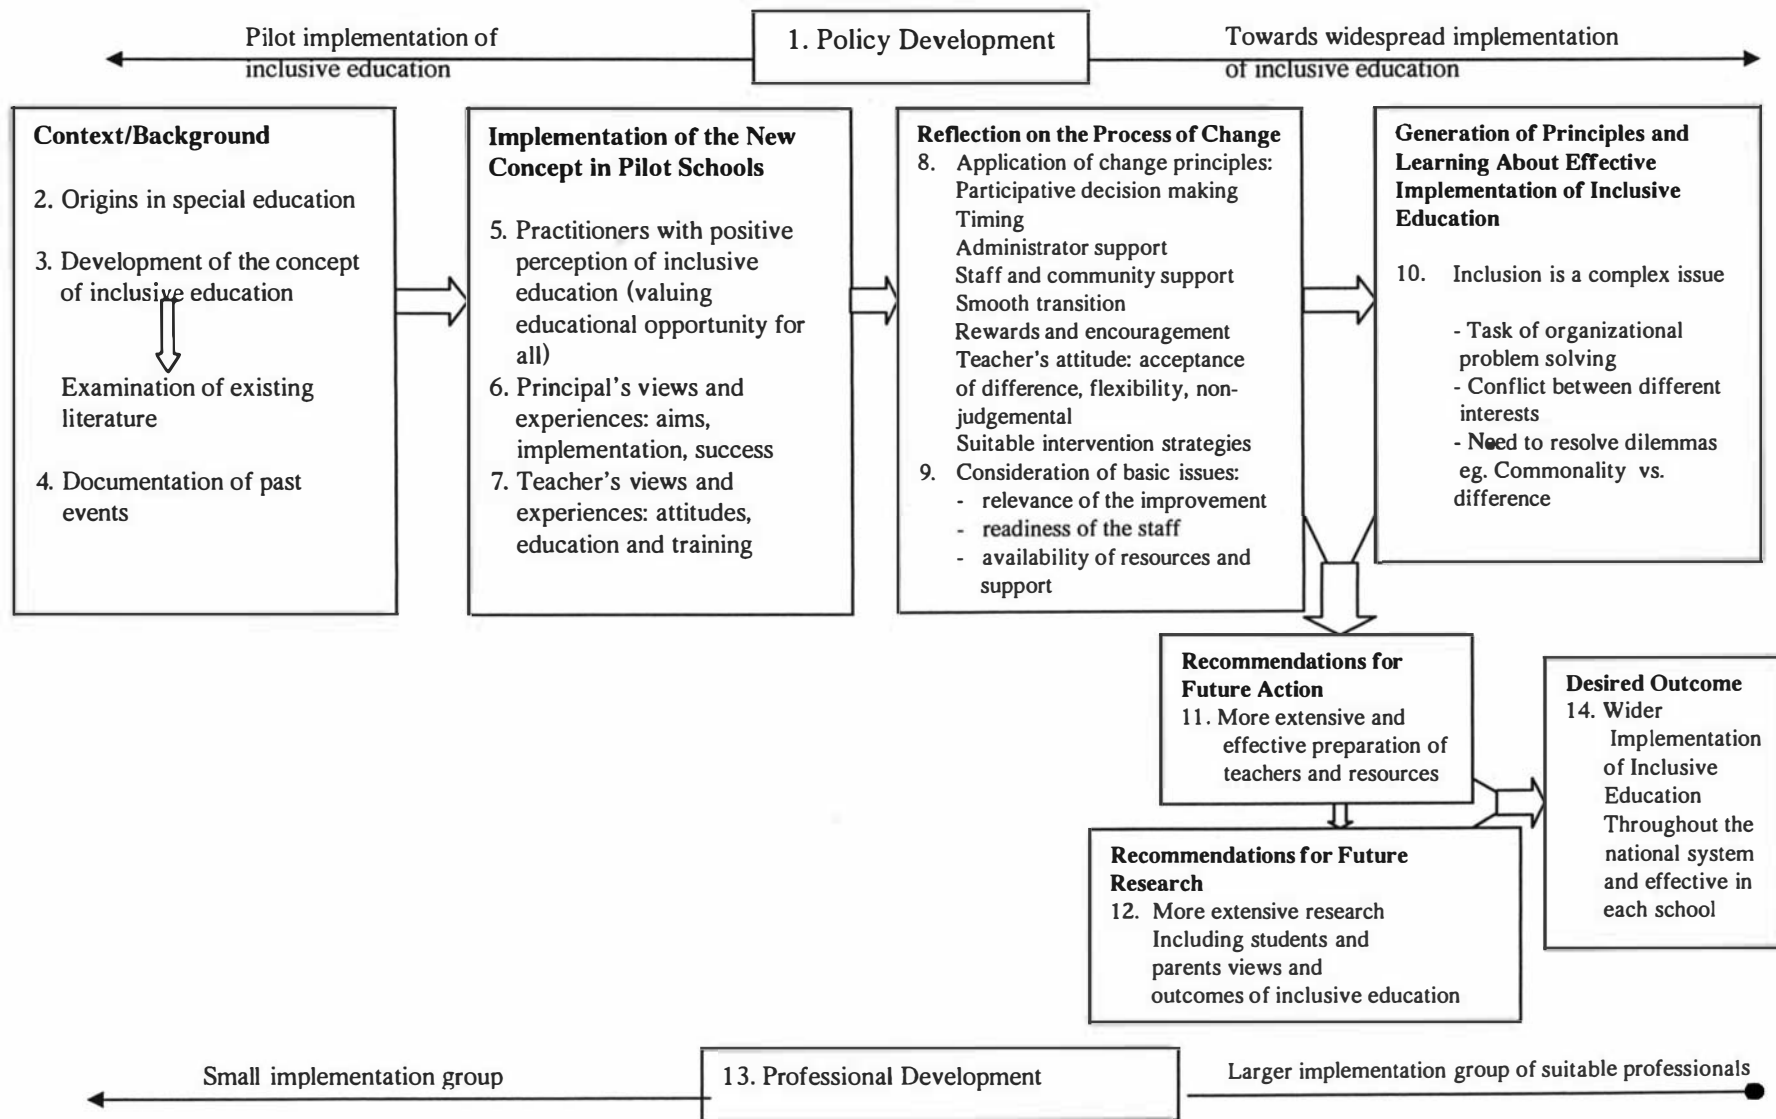 Pilot implementation of
inclusive education
1. Policy Development
Towards widespread implementation
of inclusive education
Context/Background
2. Origins in special education
3. Development of the concept
of inclusive education
Examination of existing
literature
4. Documentation of past
events
Implementation of the New
Concept in Pilot Schools
5. Practitioners with positive
perception of inclusive
education (valuing
educational opportunity for
all)
6. Principal's views and
experiences: aims,
implementation, success
7. Teacher's views and
experiences: attitudes,
education and training
Reflection on the Process of Change
8. Application of change principles:
Participative decision making
Timing
Administrator support
Staff and community support
Smooth transition
Rewards and encouragement
Teacher's attitude: acceptance
of difference, flexibility, non-
judgemental
Suitable intervention strategies
9. Consideration of basic issues:
- relevance of the improvement
- readiness of the staff
- availability of resources and
support
Generation of Principles and
Learning About Effective
Implementation of Inclusive
Education
10. Inclusion is a complex issue
- Task of organizational
problem solving
- Conflict between different
interests
- Need to resolve dilemmas
eg. Commonality vs.
difference
Recommendations for
Future Action
11. More extensive and
effective preparation of
teachers and resources
Recommendations for Future
Research
12. More extensive research
Including students and
parents views and
outcomes of inclusive education
Desired Outcome
14. Wider
Implementation
of Inclusive
Education
Throughout the
national system
and effective in
each school
Small implementation group
13. Professional Development
Larger implementation group of suitable professionals